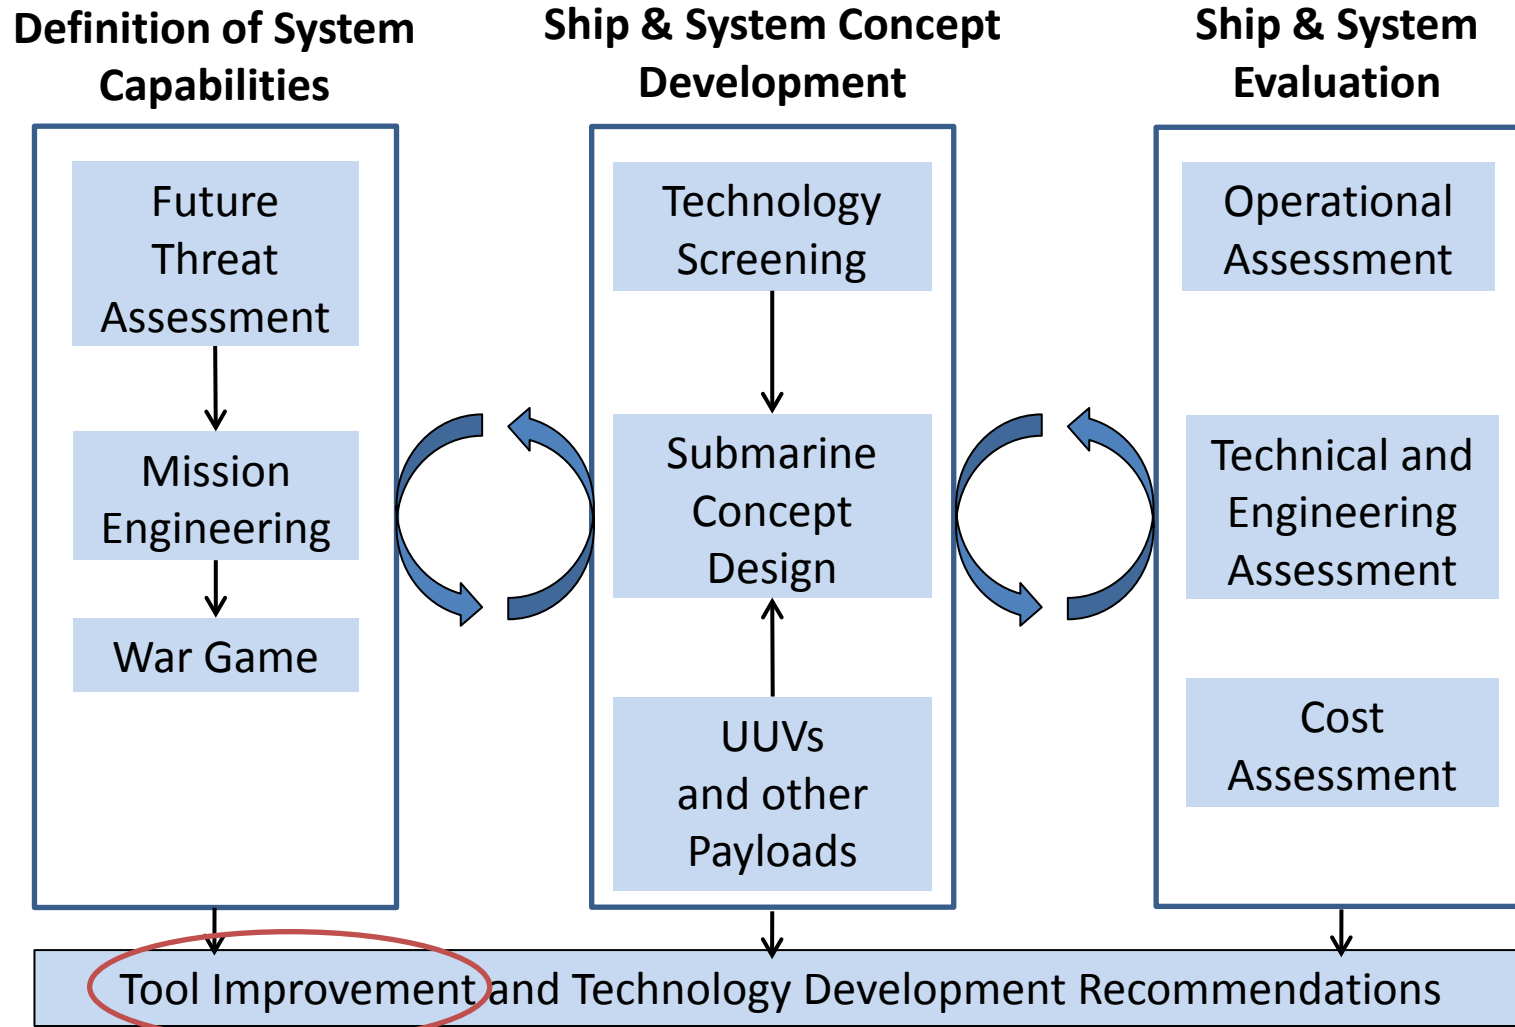 Definition of System
Capabilities
Ship & System Concept
Development
Ship & System
Evaluation
Future
Threat
Assessment
Mission
Engineering
War Game
Technology
Screening
Submarine
Concept
Design
UUVs
and other
Payloads
Operational
Assessment
Technical and
Engineering
Assessment
Cost
Assessment
Tool Improvement and Technology Development Recommendations